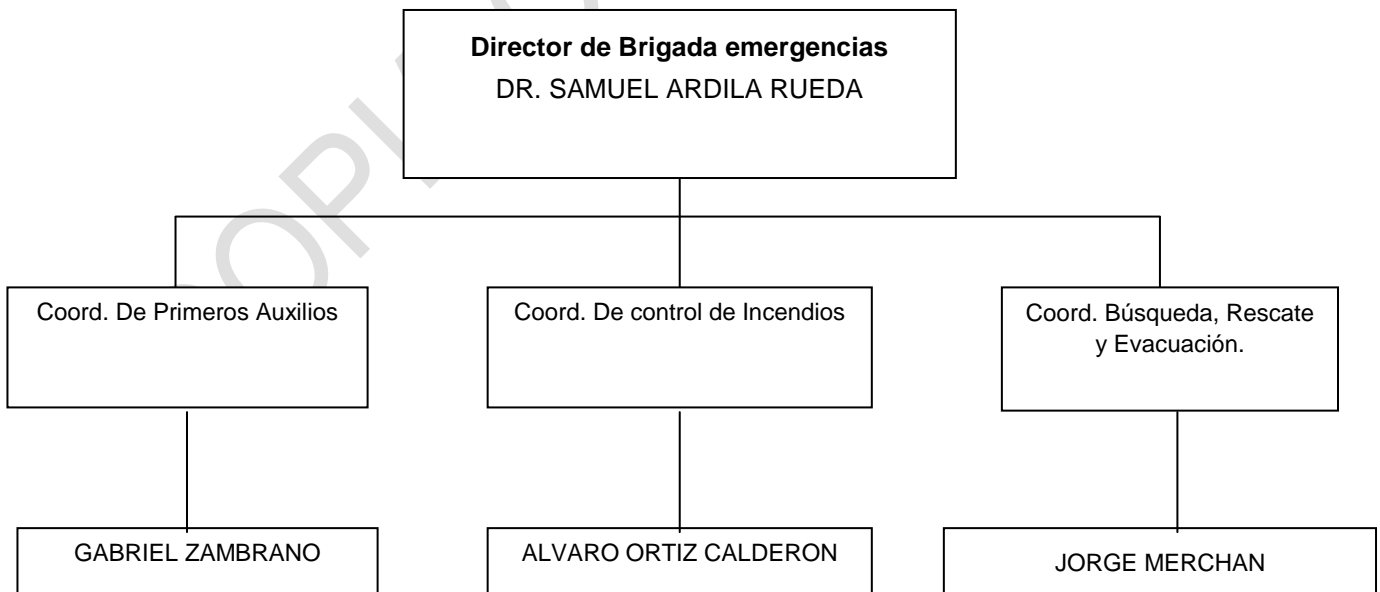 Director de Brigada emergencias
DR. SAMUEL ARDILA RUEDA
Coord. De Primeros Auxilios
Coord. De control de Incendios
Coord. Búsqueda, Rescate
y Evacuación.
GABRIEL ZAMBRANO
ALVARO ORTIZ CALDERON
JORGE MERCHAN